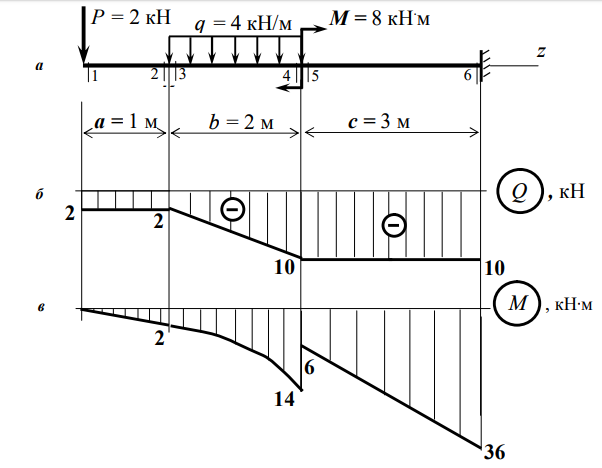 P = 2 кН
q = 4 кН/м
M = 8 кН·м
z
а
1
2
3
4
5
6
a = 1 м
b = 2 м
c = 3 м
б
Q , кН
2
2
10
10
в
M , кН·м
2
6
14
36